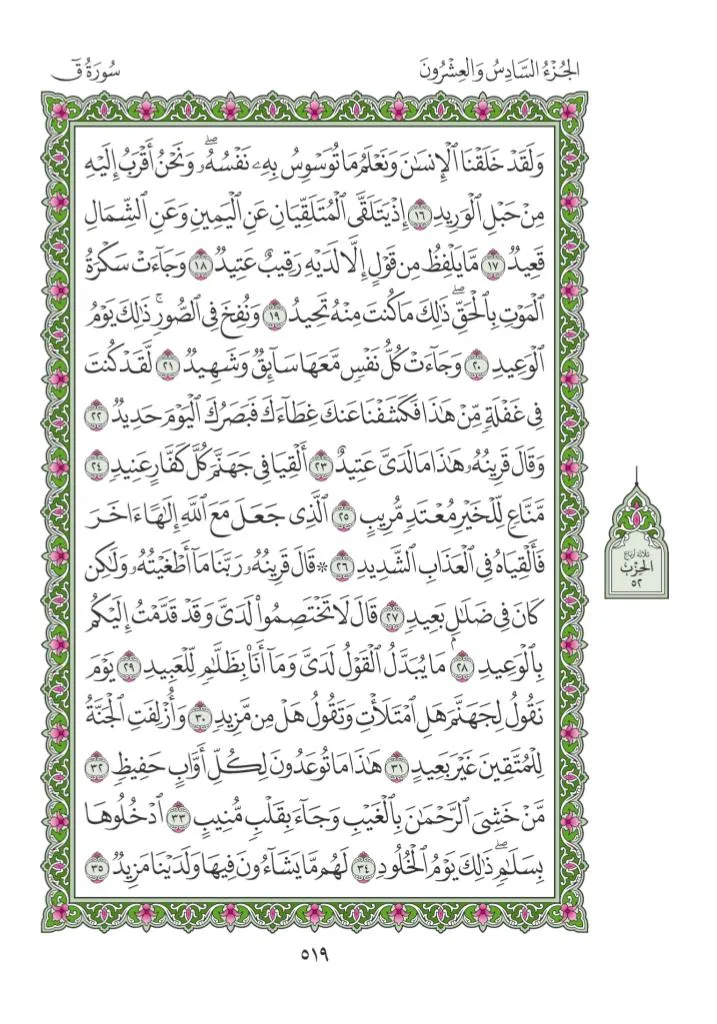 الجُزْءُ السَّادِسُ وَالعِشْرُونَ
سُورَةُ قٓ
وَلَقَدْ خَلَقْنَا ٱلْإِنسَٰنَ وَنَعْلَمُ مَا تُوَسْوِسُ بِهِۦ نَفْسُهُۥۖ وَنَحْنُ أَقْرَبُ إِلَيْهِ
مِنْ حَبْلِ ٱلْوَرِيدِ ١٦ إِذْ يَتَلَقَّى ٱلْمُتَلَقِّيَانِ عَنِ ٱلْيَمِينِ وَعَنِ ٱلشِّمَالِ
قَعِيدٌ ١٧ مَّا يَلْفِظُ مِن قَوْلٍ إِلَّا لَدَيْهِ رَقِيبٌ عَتِيدٌ ١٨ وَجَآءَتْ سَكْرَةُ
ٱلْمَوْتِ بِٱلْحَقِّۖ ذَٰلِكَ مَا كُنتَ مِنْهُ تَحِيدُ ١٩ وَنُفِخَ فِى ٱلصُّورِۚ ذَٰلِكَ يَوْمُ
ٱلْوَعِيدِ ٢٠ وَجَآءَتْ كُلُّ نَفْسٍ مَّعَهَا سَآئِقٌ وَشَهِيدٌ ٢١ لَّقَدْ كُنتَ
فِى غَفْلَةٍ مِّنْ هَٰذَا فَكَشَفْنَا عَنكَ غِطَآءَكَ فَبَصَرُكَ ٱلْيَوْمَ حَدِيدٌ ٢٢
وَقَالَ قَرِينُهُۥ هَٰذَا مَا لَدَىَّ عَتِيدٌ ٢٣ أَلْقِيَا فِى جَهَنَّمَ كُلَّ كَفَّارٍ عَنِيدٍ ٢٤
مَّنَّاعٍ لِّلْخَيْرِ مُعْتَدٍ مُّرِيبٍ ٢٥ ٱلَّذِى جَعَلَ مَعَ ٱللَّهِ إِلَٰهًا ءَاخَرَ
فَأَلْقِيَاهُ فِى ٱلْعَذَابِ ٱلشَّدِيدِ ٢٦ ۞ قَالَ قَرِينُهُۥ رَبَّنَا مَآ أَطْغَيْتُهُۥ وَلَٰكِن
كَانَ فِى ضَلَٰلٍۭ بَعِيدٍ ٢٧ قَالَ لَا تَخْتَصِمُوا۟ لَدَىَّ وَقَدْ قَدَّمْتُ إِلَيْكُم
بِٱلْوَعِيدِ ٢٨ مَا يُبَدَّلُ ٱلْقَوْلُ لَدَىَّ وَمَآ أَنَا۠ بِظَلَّٰمٍ لِّلْعَبِيدِ ٢٩ يَوْمَ
نَقُولُ لِجَهَنَّمَ هَلِ ٱمْتَلَأْتِ وَتَقُولُ هَلْ مِن مَّزِيدٍ ٣٠ وَأُزْلِفَتِ ٱلْجَنَّةُ
لِلْمُتَّقِينَ غَيْرَ بَعِيدٍ ٣١ هَٰذَا مَا تُوعَدُونَ لِكُلِّ أَوَّابٍ حَفِيظٍ ٣٢
مَّنْ خَشِىَ ٱلرَّحْمَٰنَ بِٱلْغَيْبِ وَجَآءَ بِقَلْبٍ مُّنِيبٍ ٣٣ ٱدْخُلُوهَا
بِسَلَٰمٍۖ ذَٰلِكَ يَوْمُ ٱلْخُلُودِ ٣٤ لَهُم مَّا يَشَآءُونَ فِيهَا وَلَدَيْنَا مَزِيدٌ ٣٥
ثلاثة أرباع
الحِزْب
٥٢
٥١٩